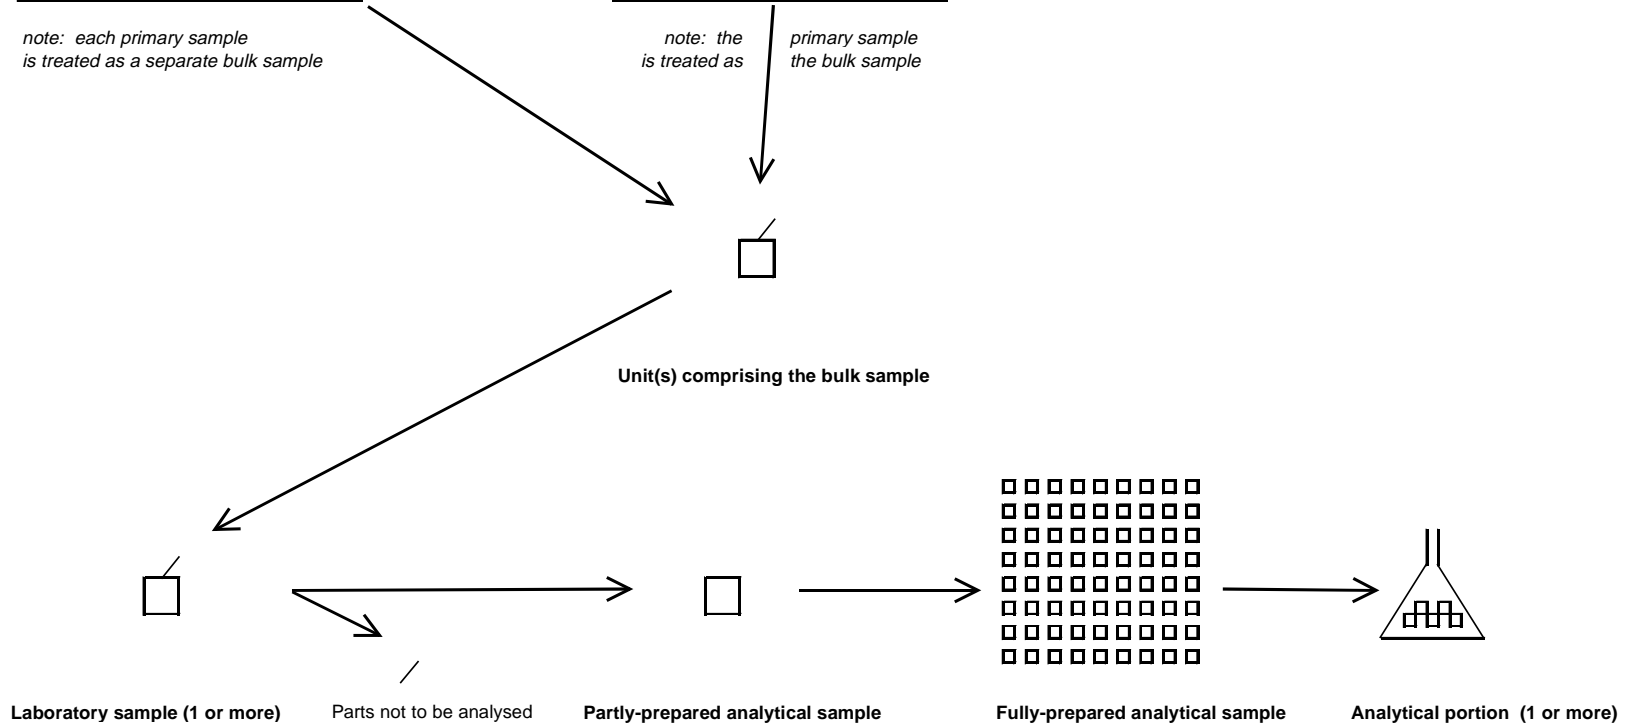 note: each primary sample
is treated as a separate bulk sample
note: the primary sample
is treated as the bulk sample
Unit(s) comprising the bulk sample
Laboratory sample (1 or more)
Parts not to be analysed
Partly-prepared analytical sample
Fully-prepared analytical sample
Analytical portion (1 or more)